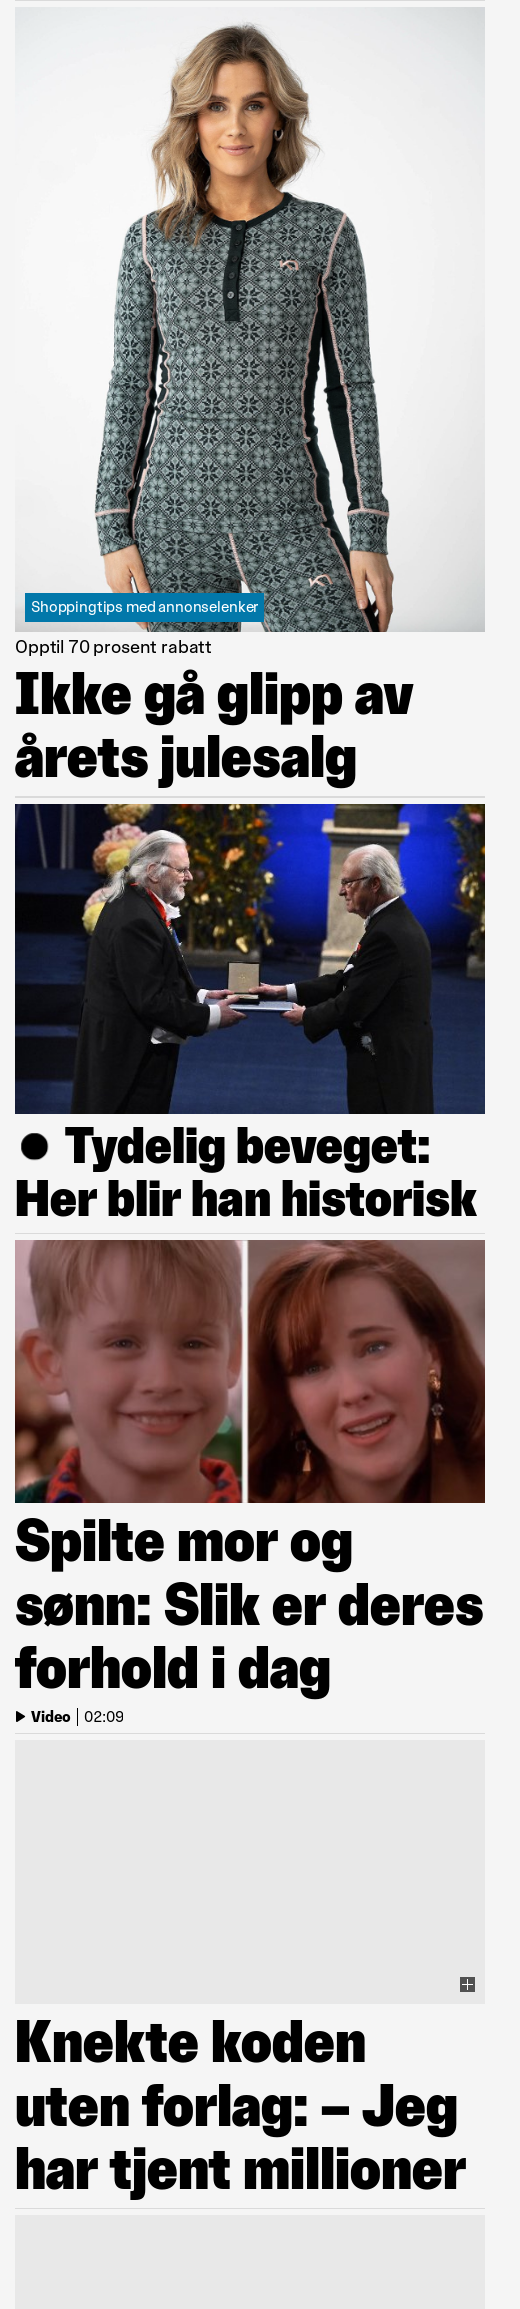 Shoppingtips med annonselenker
Opptil 70 prosent rabatt
Ikke gå glipp av
årets julesalg
Tydelig beveget:
Her blir han historisk
Spilte mor og
sønn: Slik er deres
forhold i dag
Video | 02:09
Knekte koden
uten forlag: – Jeg
har tjent millioner